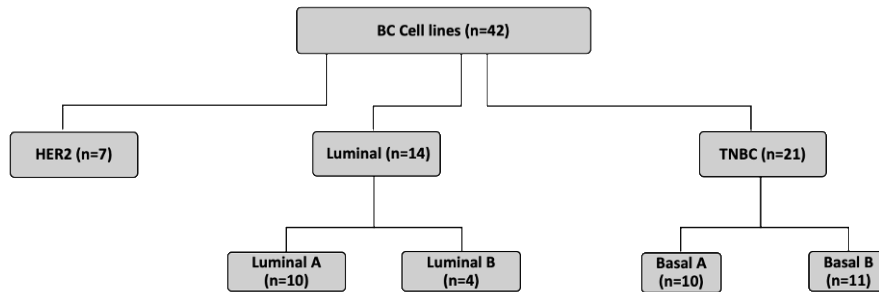 BC Cell lines (n=42)
HER2 (n=7)
Luminal (n=14)
TNBC (n=21)
Luminal A
(n=10)
Luminal B
(n=4)
Basal A
(n=10)
Basal B
(n=11)